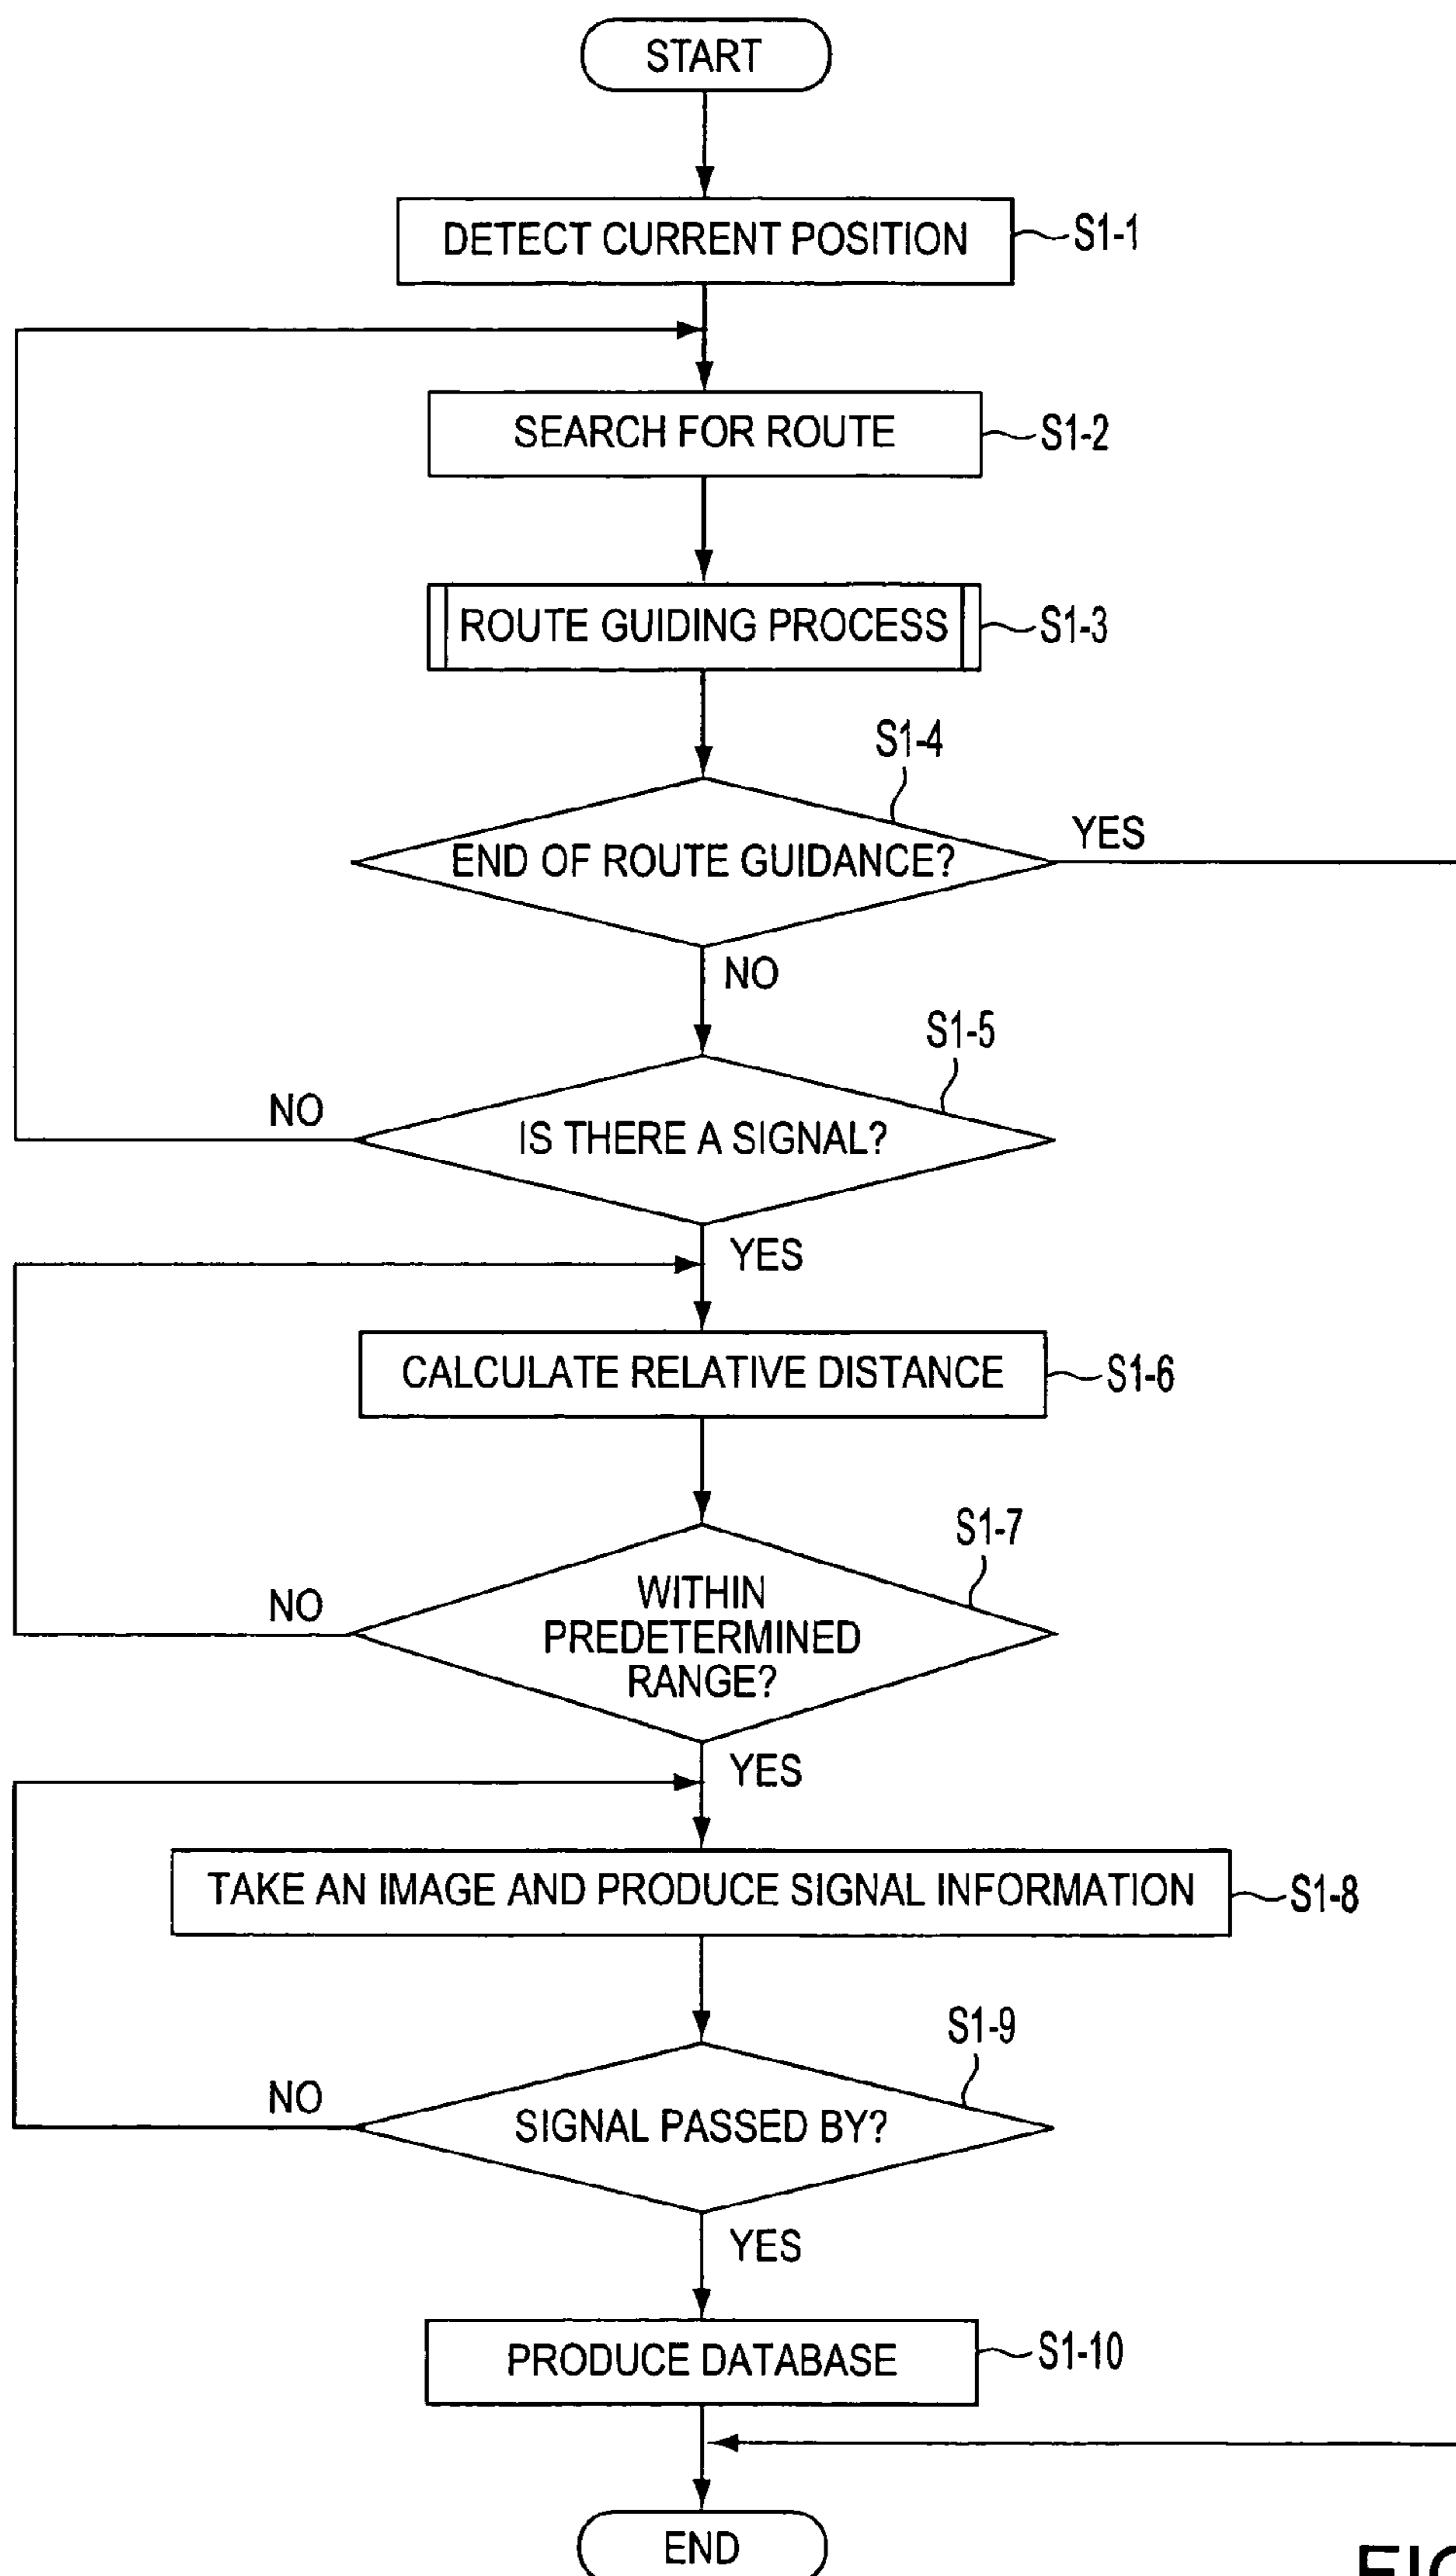 START
DETECT CURRENT POSITION
S1-1
SEARCH FOR ROUTE
S1-2
ROUTE GUIDING PROCESS
S1-3
S1-4
END OF ROUTE GUIDANCE?
YES
NO
S1-5
IS THERE A SIGNAL?
NO
YES
CALCULATE RELATIVE DISTANCE
S1-6
S1-7
WITHIN
PREDETERMINED
RANGE?
NO
YES
TAKE AN IMAGE AND PRODUCE SIGNAL INFORMATION
S1-8
S1-9
SIGNAL PASSED BY?
NO
YES
PRODUCE DATABASE
S1-10
END